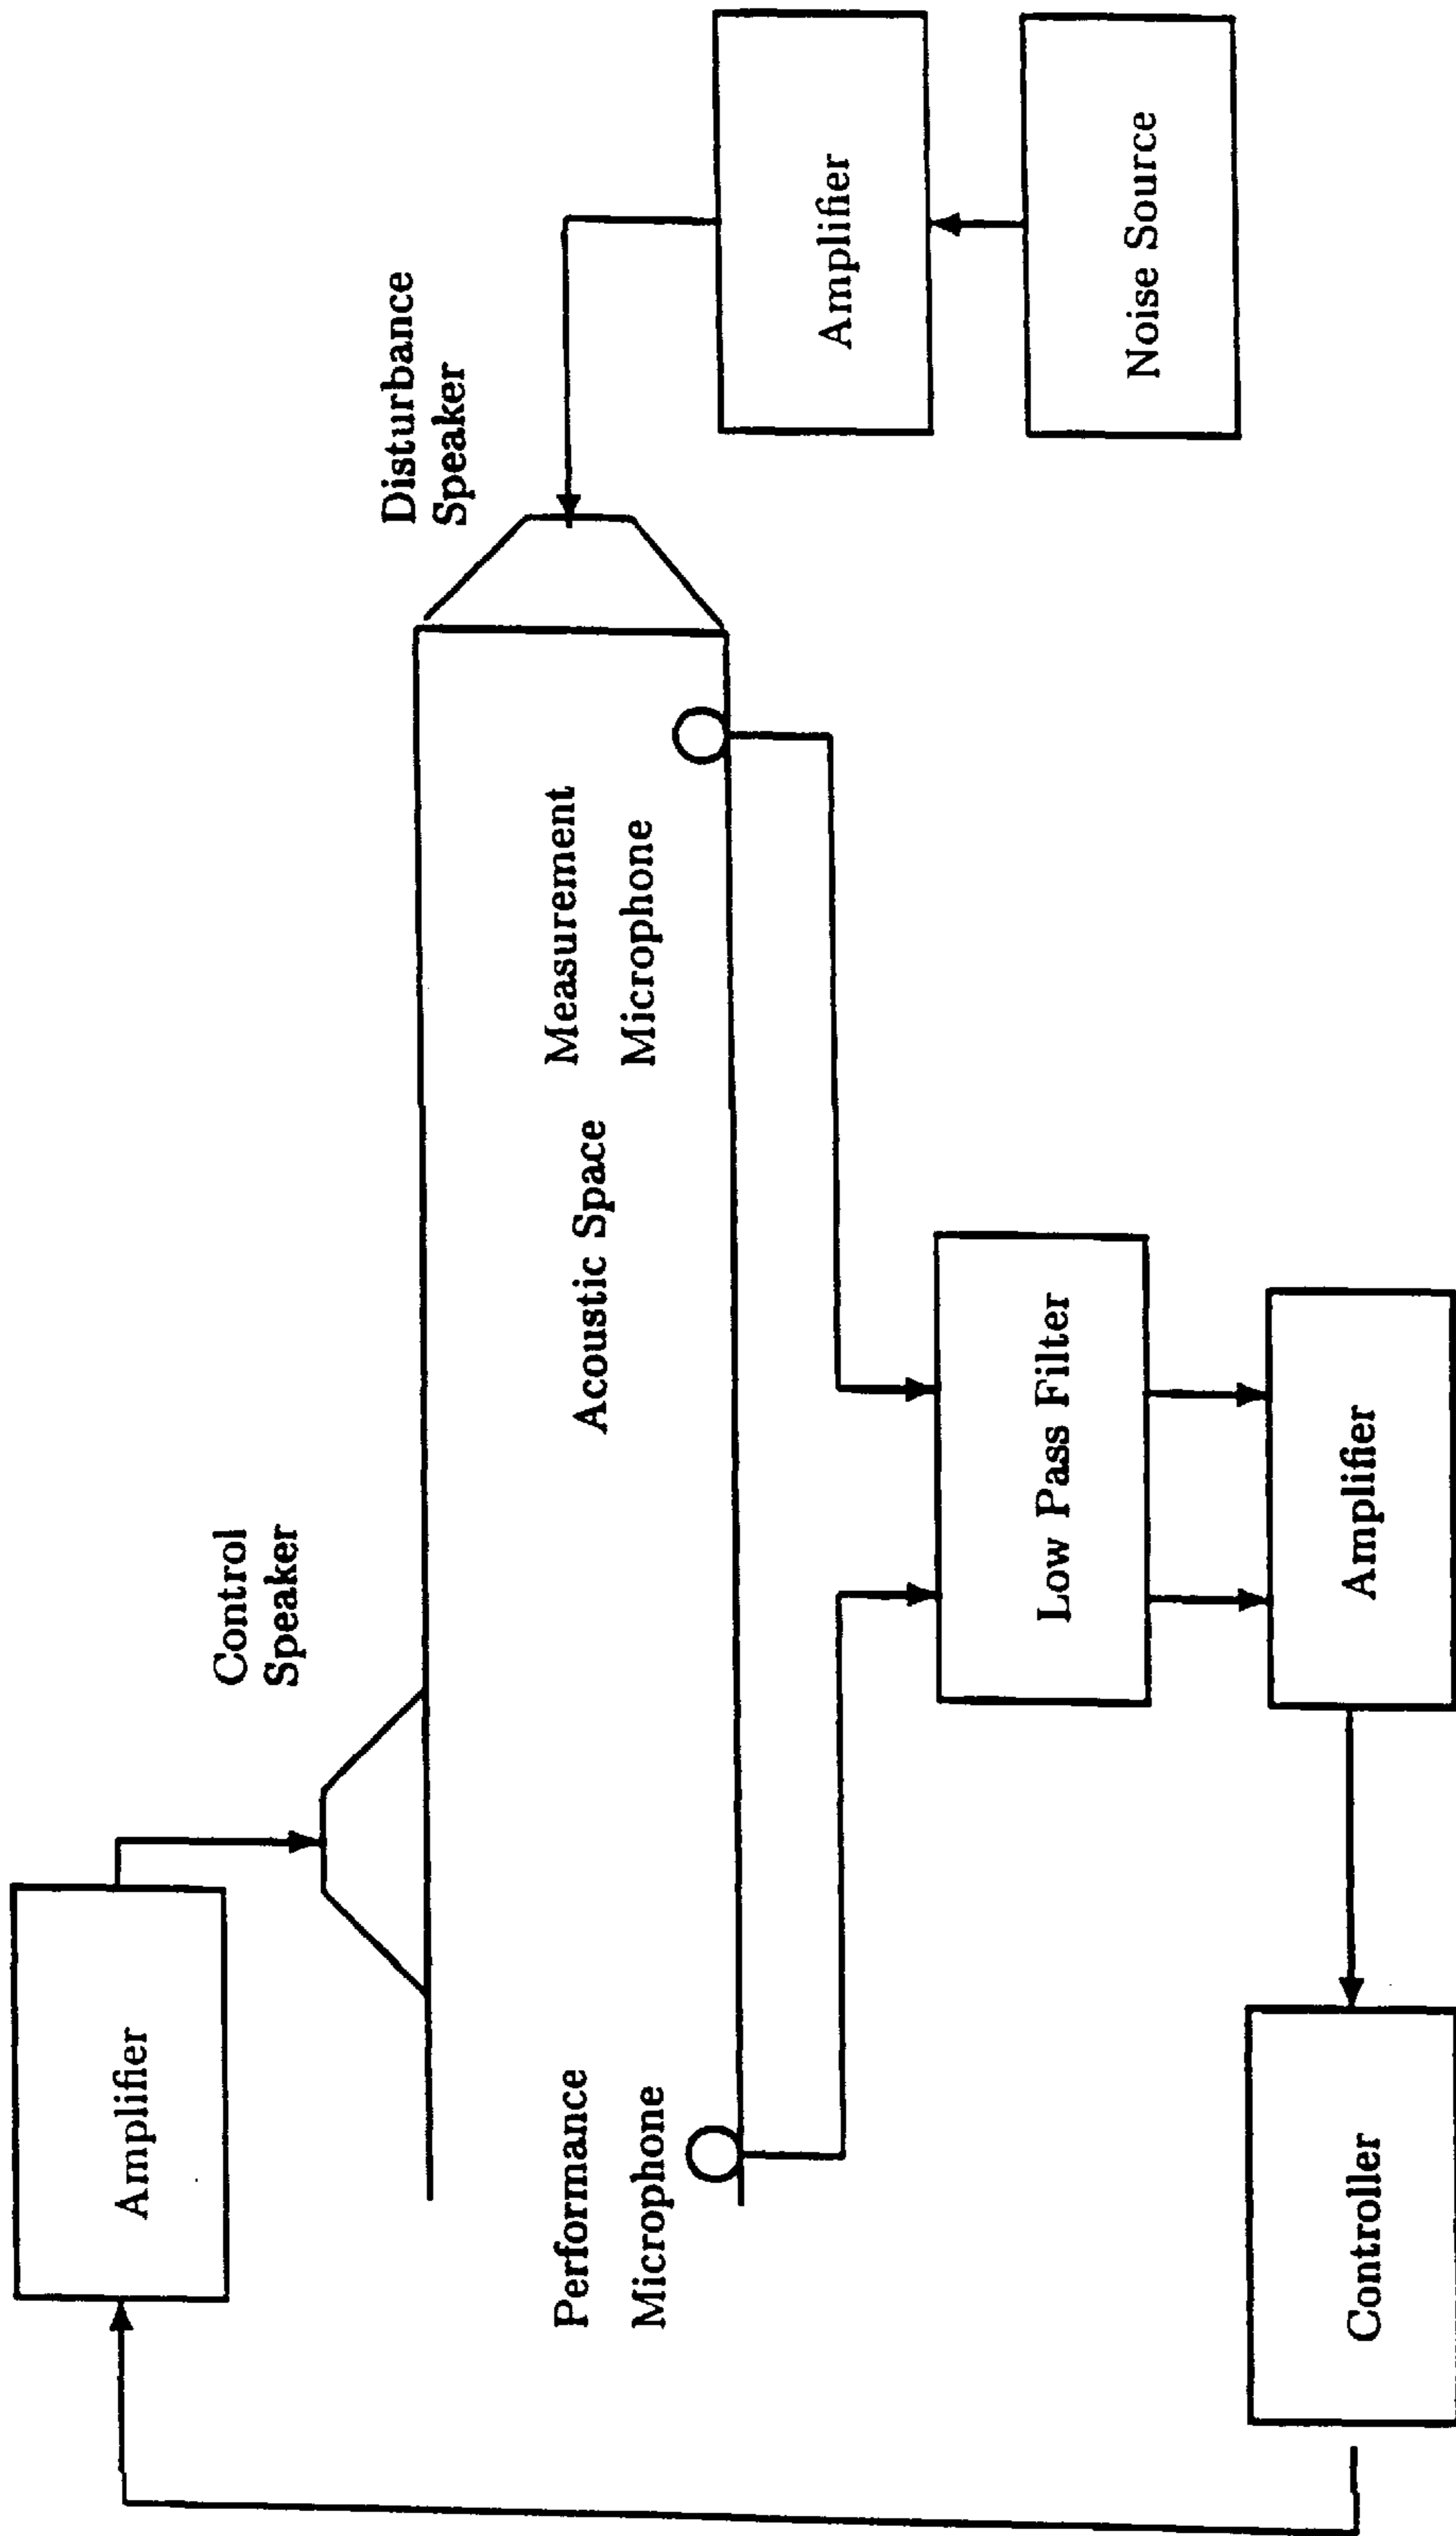 Amplifier
Control
Speaker
Disturbance
Speaker
Performance
Microphone
Acoustic Space
Measurement
Microphone
Amplifier
Noise Source
Low Pass Filter
Controller
Amplifier